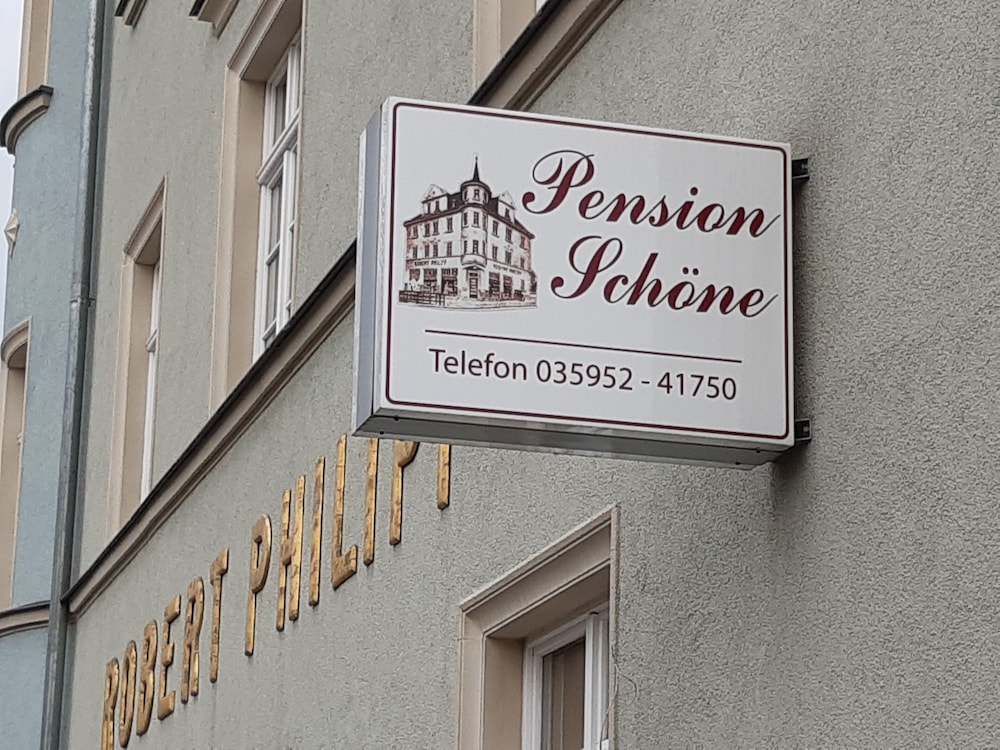 Pension
Schöne
Telefon 035952 - 41750
ROBERT PHILIPP